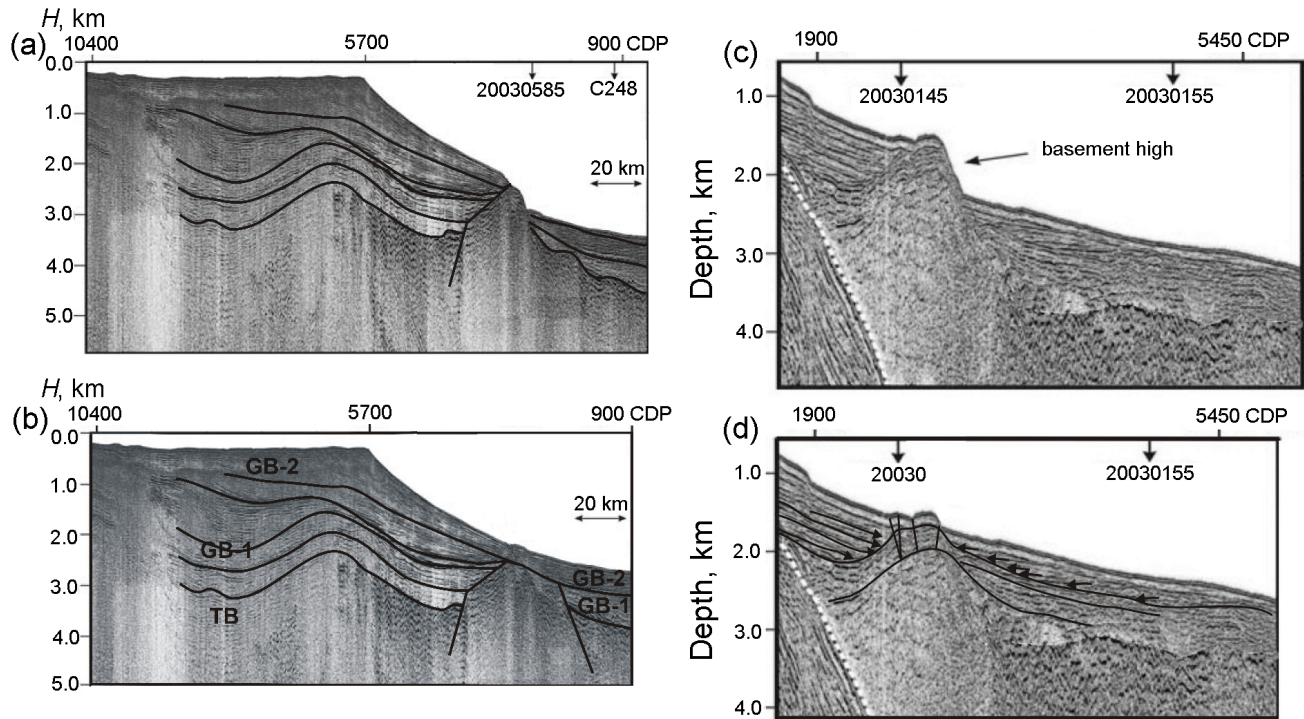 (a)
H, km
10400 5700 900 CDP
0.0
1.0
2.0
3.0
4.0
5.0
20030585 C248
20 km
(b)
H, km
10400 5700 900 CDP
0.0
1.0
2.0
3.0
4.0
5.0
GB-2
20 km
GB-1
TB
GB-2
GB-1
(c)
1900 5450 CDP
20030145 20030155
basement high
Depth, km
1.0
2.0
3.0
4.0
(d)
1900 5450 CDP
20030 20030155
Depth, km
1.0
2.0
3.0
4.0